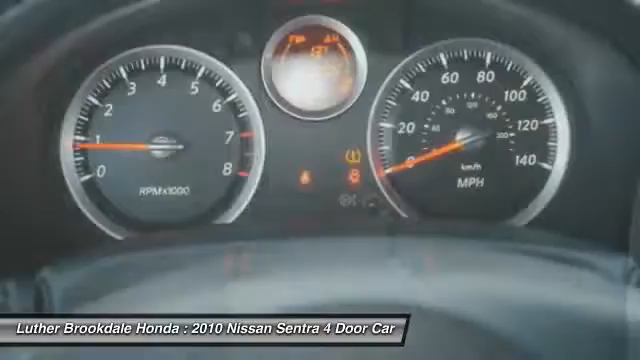 0 1 2 3 4 5 6 7 8
RPMx1000
0 20 40 60 80 100 120 140
km/h
MPH
Luther Brookdale Honda : 2010 Nissan Sentra 4 Door Car